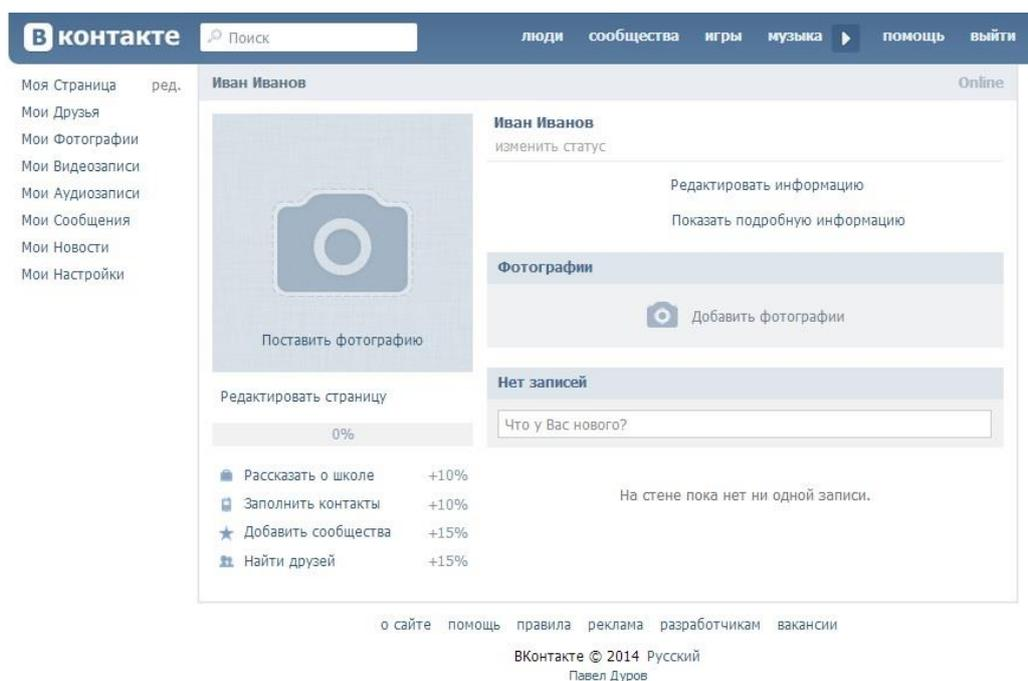 В контакте Поиск люди сообщества игры музыка помощь выйти
Моя Страница ред.
Мои Друзья
Мои Фотографии
Мои Видеозаписи
Мои Аудиозаписи
Мои Сообщения
Мои Новости
Мои Настройки
Иван Иванов Online
Поставить фотографию
Редактировать страницу
0%
Рассказать о школе +10%
Заполнить контакты +10%
Добавить сообщества +15%
Найти друзей +15%
Иван Иванов
изменить статус
Редактировать информацию
Показать подробную информацию
Фотографии
Добавить фотографии
Нет записей
Что у Вас нового?
На стене пока нет ни одной записи.
о сайте помощь правила реклама разработчикам вакансии
ВКонтакте © 2014 Русский
Павел Дуров